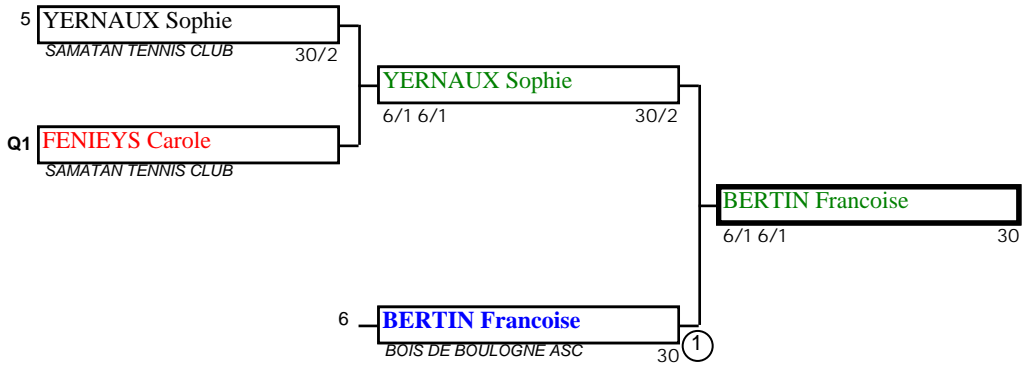 5 YERNAUX Sophie
SAMATAN TENNIS CLUB 30/2
YERNAUX Sophie
6/1 6/1 30/2
Q1 FENIEYS Carole
SAMATAN TENNIS CLUB
BERTIN Francoise
6/1 6/1 30
6 BERTIN Francoise
BOIS DE BOULOGNE ASC 30 1